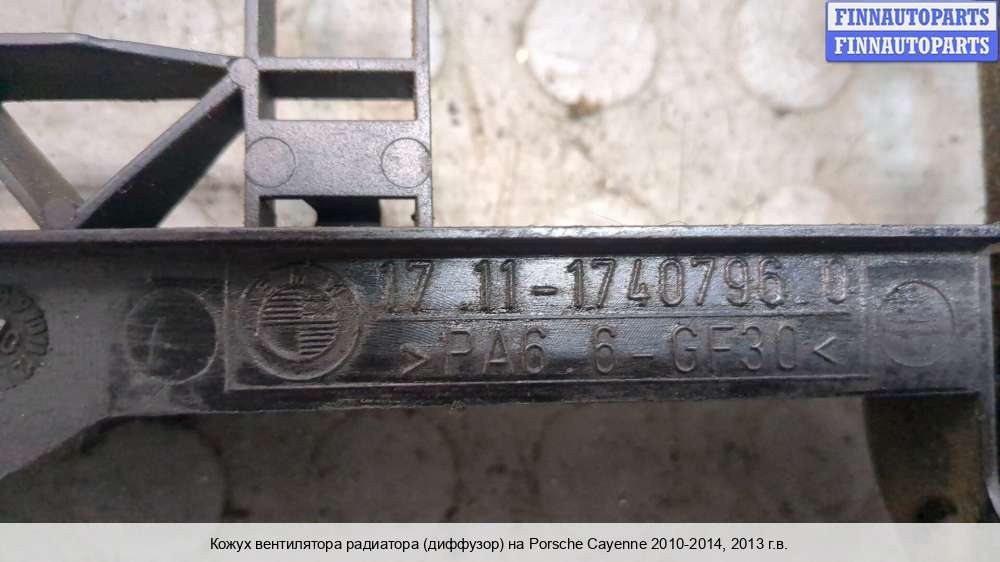 FINNAUTOPARTS
FINNAUTOPARTS
17.11-1740796.0
>PA6.6-GF30<
Кожух вентилятора радиатора (диффузор) на Porsche Cayenne 2010-2014, 2013 г.в.